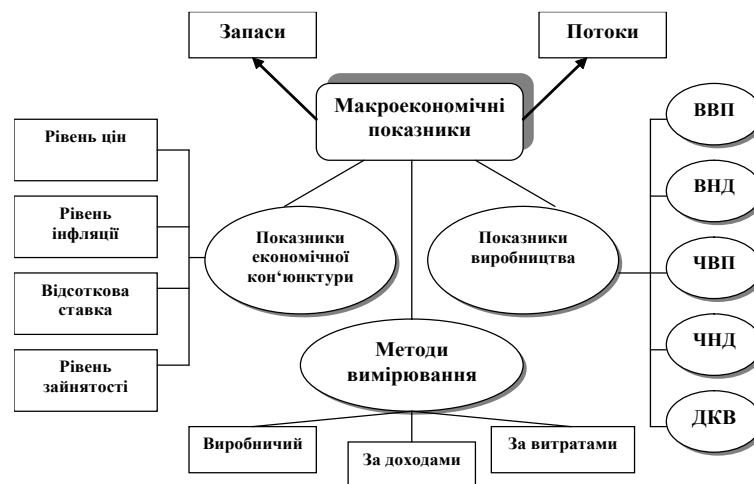 Запаси
Потоки
Макроекономічні
показники
Рівень цін
Рівень
інфляції
Відсоткова
ставка
Рівень
зайнятості
Показники
економічної
кон‘юнктури
Показники
виробництва
ВВП
ВНД
ЧВП
ЧНД
ДКВ
Методи
вимірювання
Виробничий
За доходами
За витратами